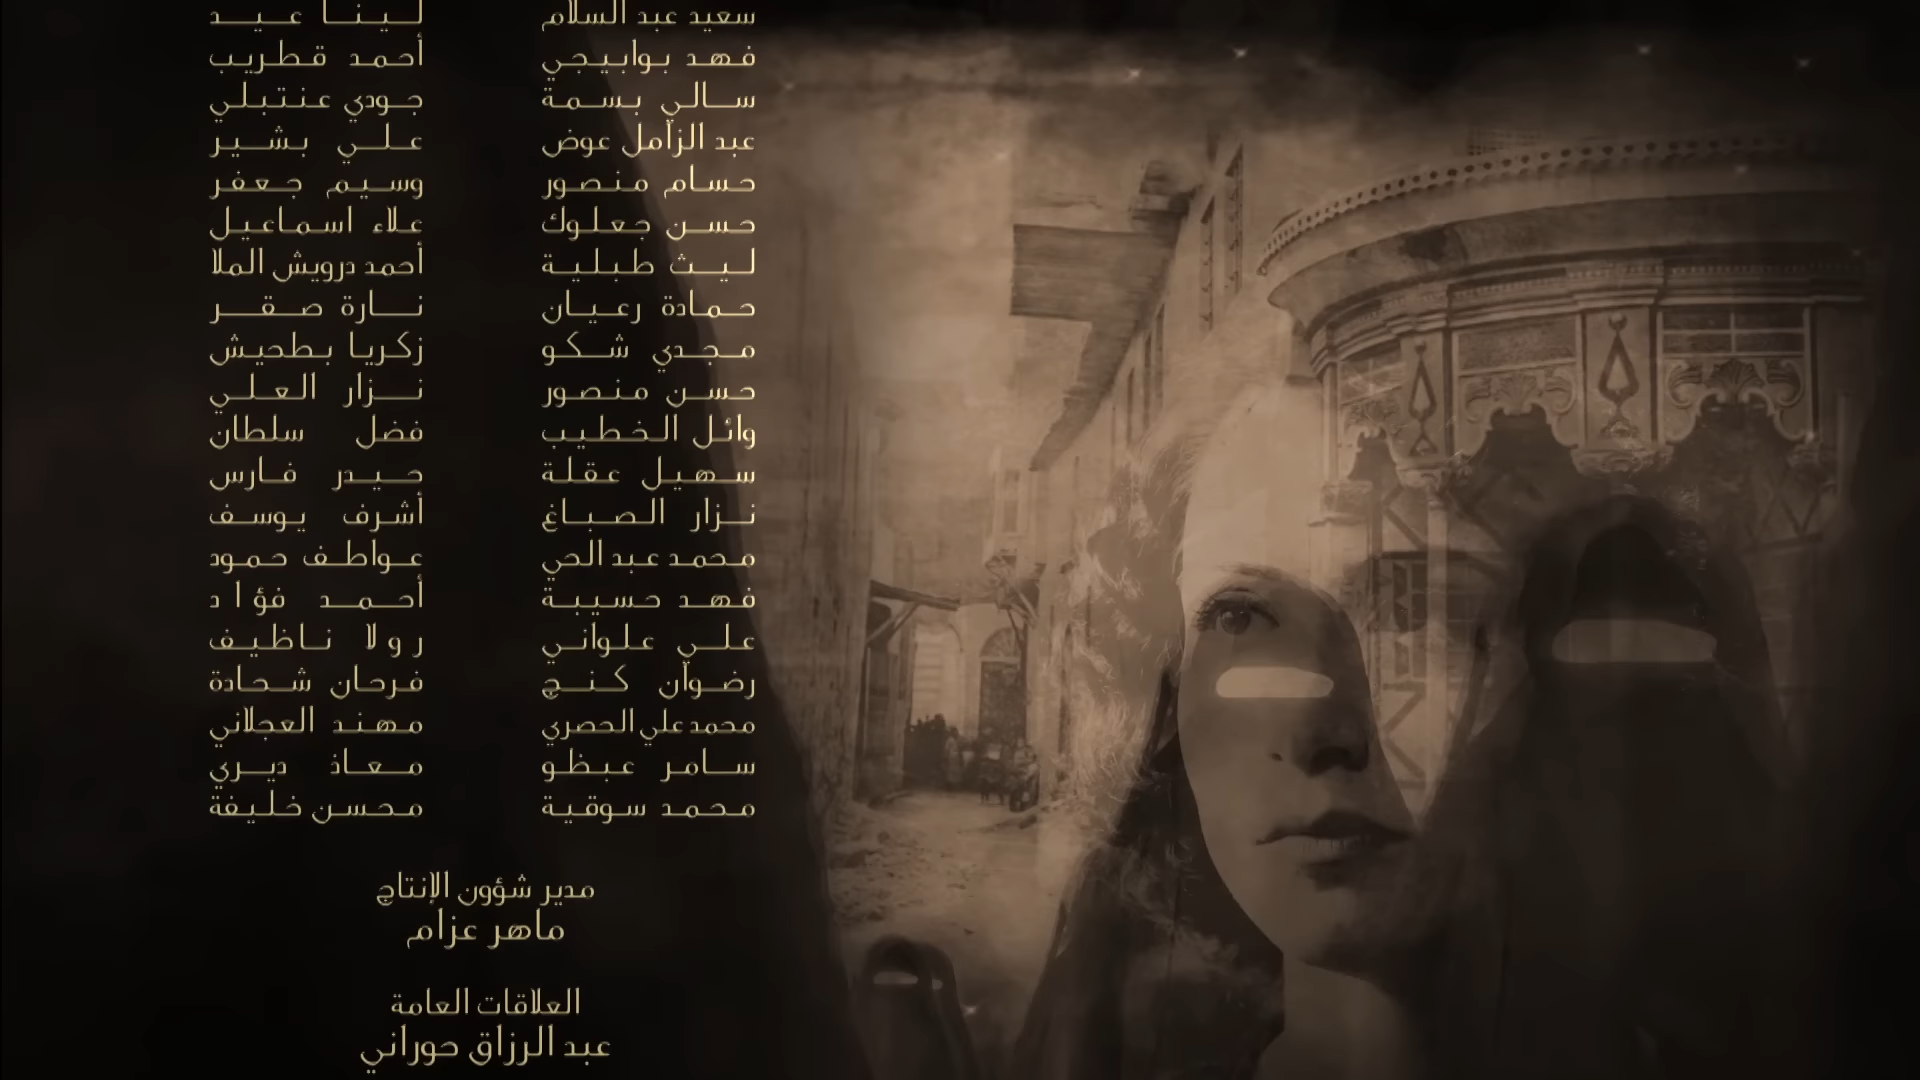 سعيد عبد السلام لينا عيد
فهد بوابيجي أحمد قطريب
سالي بسمة جودي عنتبلي
عبد الزامل عوض علي بشير
حسام منصور وسيم جعفر
حسن جعلوك علاء اسماعيل
ليث طبلية أحمد درويش الملا
حمادة رعيان نارة صقر
مجدي شكو زكريا بطحيش
حسن منصور نزار العلي
وائل الخطيب فضل سلطان
سهيل عقلة حيدر فارس
نزار الصباغ أشرف يوسف
محمد عبد الحي عواطف حمود
فهد حسيبة أحمد فؤاد
علي علواني رولا ناظيف
رضوان كنج فرحان شحادة
محمد علي الحصري مهند العجلاني
سامر عبظو معاذ ديري
محمد سوقية محسن خليفة
مدير شؤون الإنتاج
ماهر عزام
العلاقات العامة
عبد الرزاق حوراني